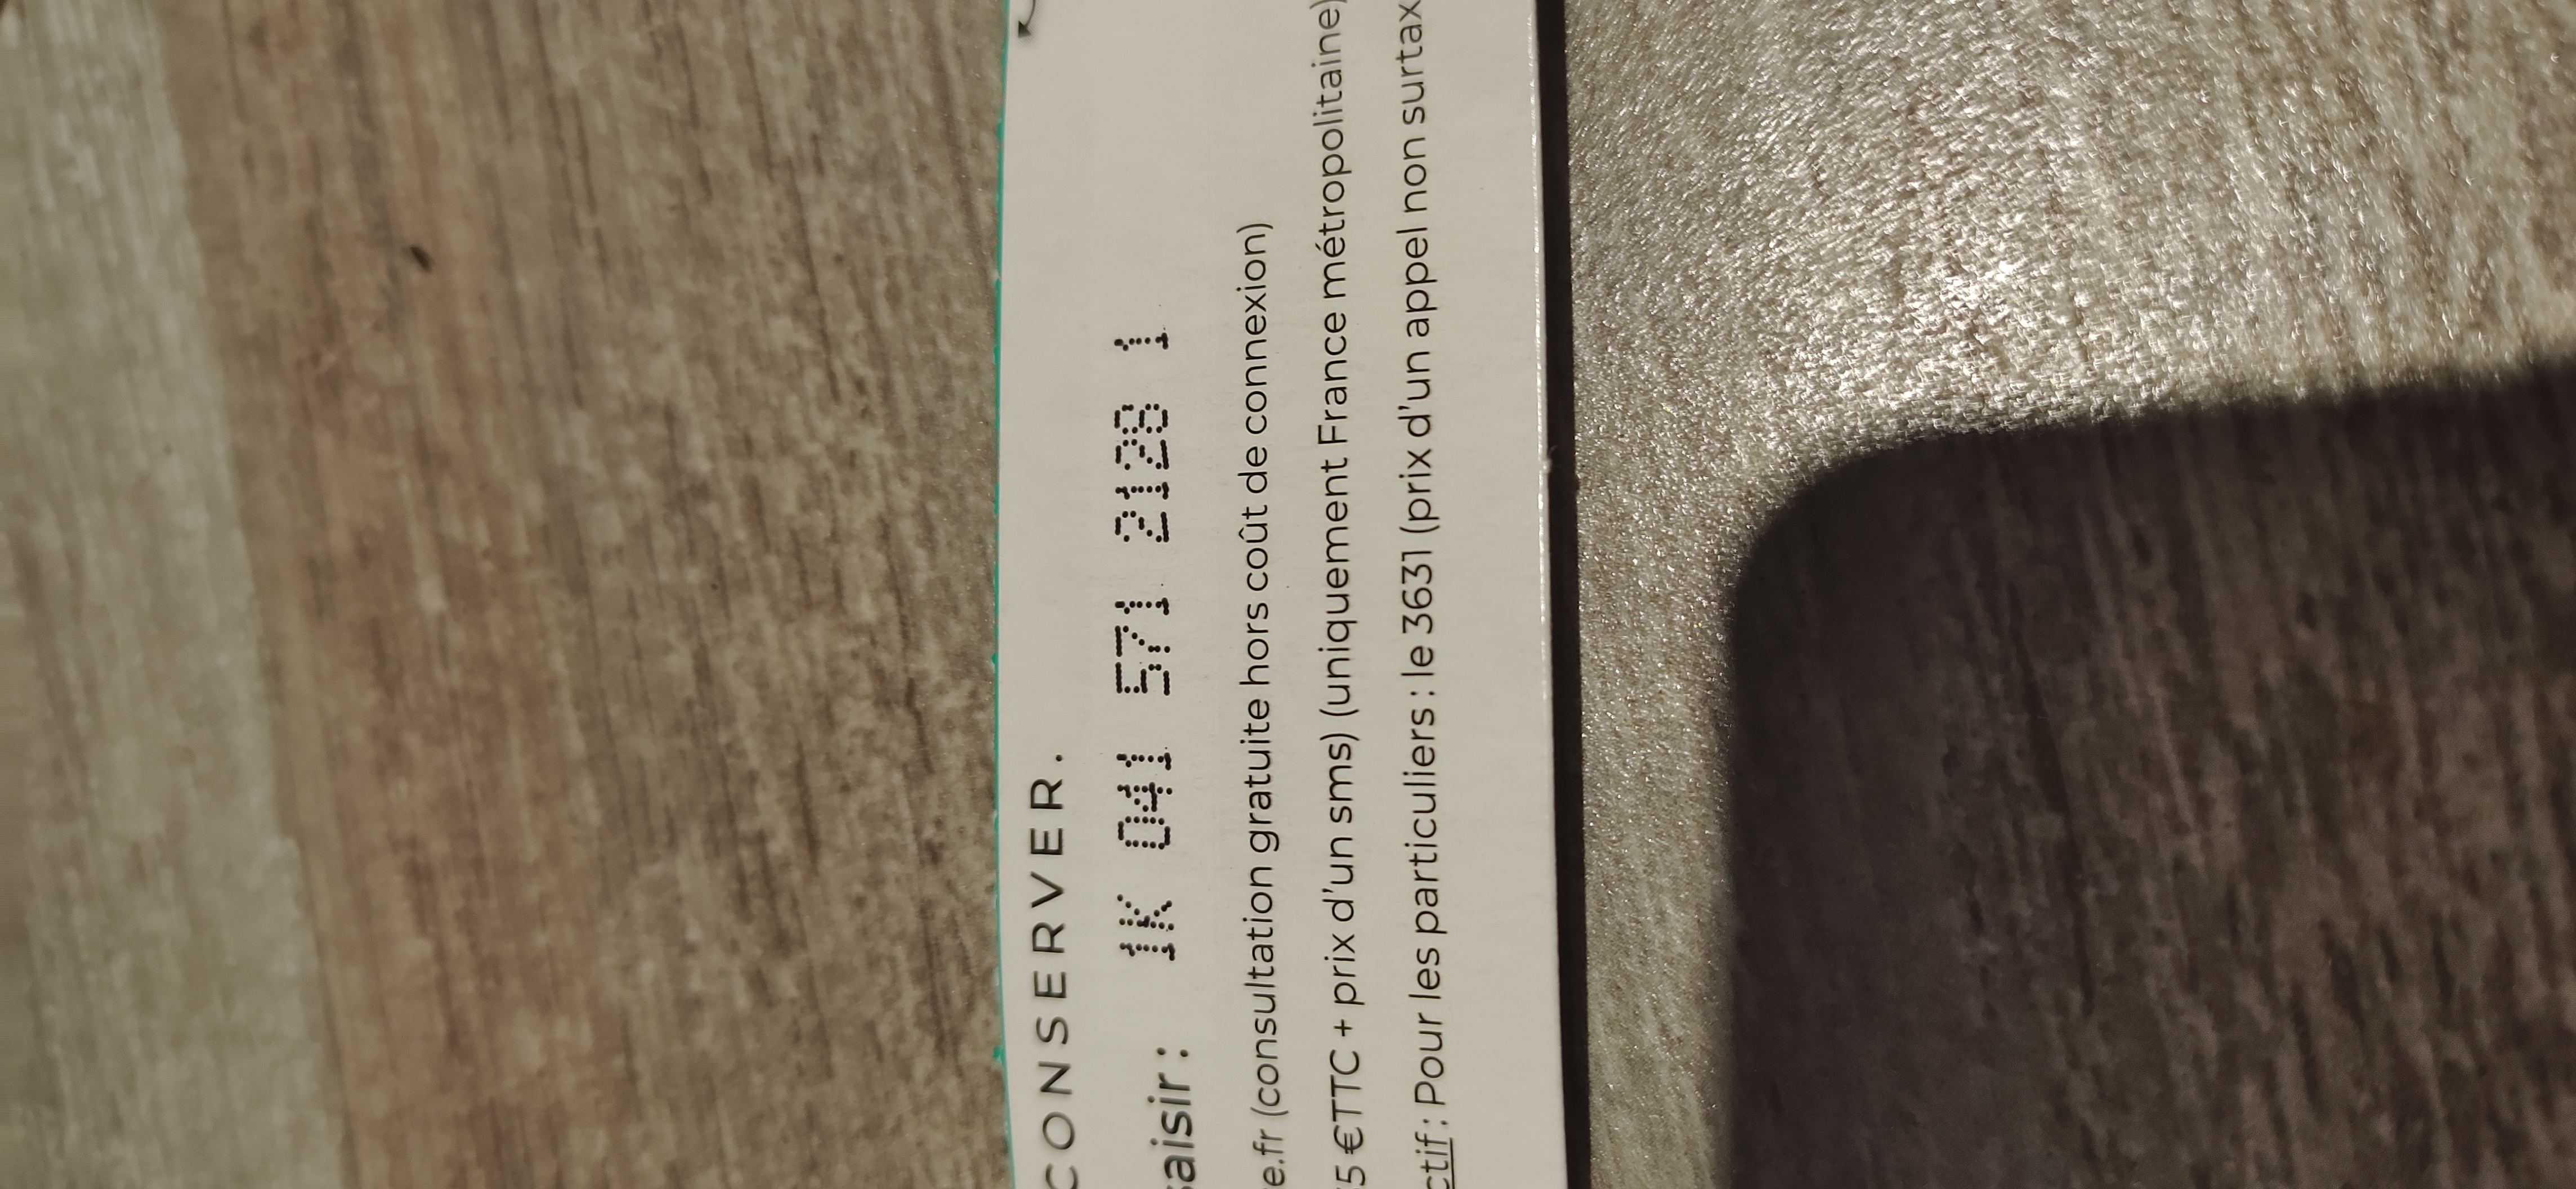 CONSERVER.
saisir : 1K 041 571 2128 1
e.fr (consultation gratuite hors coût de connexion)
5 € TTC + prix d'un sms) (uniquement France métropolitaine)
ctif : Pour les particuliers : le 3631 (prix d'un appel non surtax